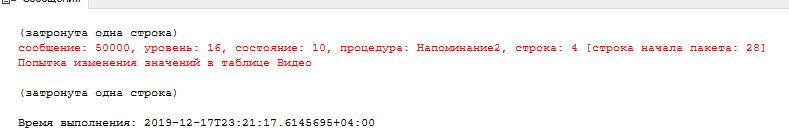 Сообщения
(затронута одна строка)
сообщение: 50000, уровень: 16, состояние: 10, процедура: Напоминание2, строка: 4 [строка начала пакета: 28]
Попытка изменения значений в таблице Видео
(затронута одна строка)
Время выполнения: 2019-12-17T23:21:17.6145695+04:00